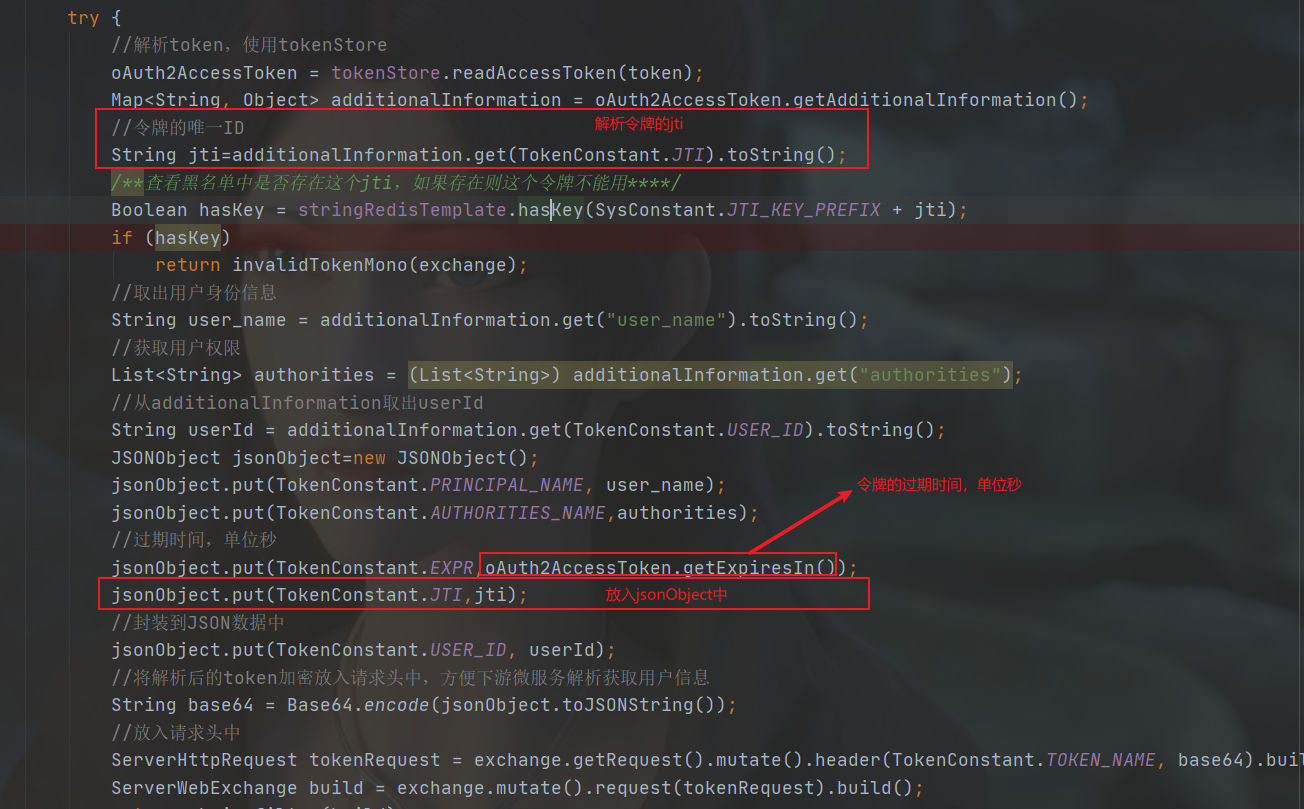 try {
//解析token，使用tokenStore
oAuth2AccessToken = tokenStore.readAccessToken(token);
Map<String, Object> additionalInformation = oAuth2AccessToken.getAdditionalInformation();
//令牌的唯一ID
解析令牌的jti
String jti=additionalInformation.get(TokenConstant.JTI).toString();
/**查看黑名单中是否存在这个jti，如果存在则这个令牌不能用****/
Boolean hasKey = stringRedisTemplate.hasKey(SysConstant.JTI_KEY_PREFIX + jti);
if (hasKey)
return invalidTokenMono(exchange);
//取出用户身份信息
String user_name = additionalInformation.get("user_name").toString();
//获取用户权限
List<String> authorities = (List<String>) additionalInformation.get("authorities");
//从additionalInformation取出userId
String userId = additionalInformation.get(TokenConstant.USER_ID).toString();
JSONObject jsonObject=new JSONObject();
jsonObject.put(TokenConstant.PRINCIPAL_NAME, user_name);
令牌的过期时间，单位秒
jsonObject.put(TokenConstant.AUTHORITIES_NAME,authorities);
//过期时间，单位秒
jsonObject.put(TokenConstant.EXPR,oAuth2AccessToken.getExpiresIn());
jsonObject.put(TokenConstant.JTI,jti);
放入jsonObject中
//封装到JSON数据中
jsonObject.put(TokenConstant.USER_ID, userId);
//将解析后的token加密放入请求头中，方便下游微服务解析获取用户信息
String base64 = Base64.encode(jsonObject.toJSONString());
//放入请求头中
ServerHttpRequest tokenRequest = exchange.getRequest().mutate().header(TokenConstant.TOKEN_NAME, base64).buil
ServerWebExchange build = exchange.mutate().request(tokenRequest).build();